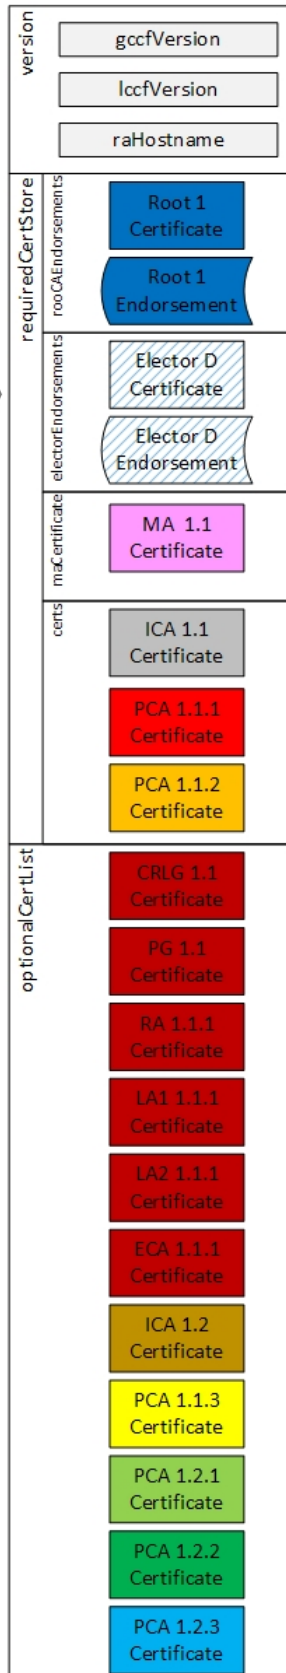 version
gccfVersion
lccfVersion
raHostname
requiredCertStore
rooCAEndorsements
Root 1
Certificate
Root 1
Endorsement
electorEndorsements
Elector D
Certificate
Elector D
Endorsement
maCertificate
MA 1.1
Certificate
certs
ICA 1.1
Certificate
PCA 1.1.1
Certificate
PCA 1.1.2
Certificate
optionalCertList
CRLG 1.1
Certificate
PG 1.1
Certificate
RA 1.1.1
Certificate
LA1 1.1.1
Certificate
LA2 1.1.1
Certificate
ECA 1.1.1
Certificate
ICA 1.2
Certificate
PCA 1.1.3
Certificate
PCA 1.2.1
Certificate
PCA 1.2.2
Certificate
PCA 1.2.3
Certificate